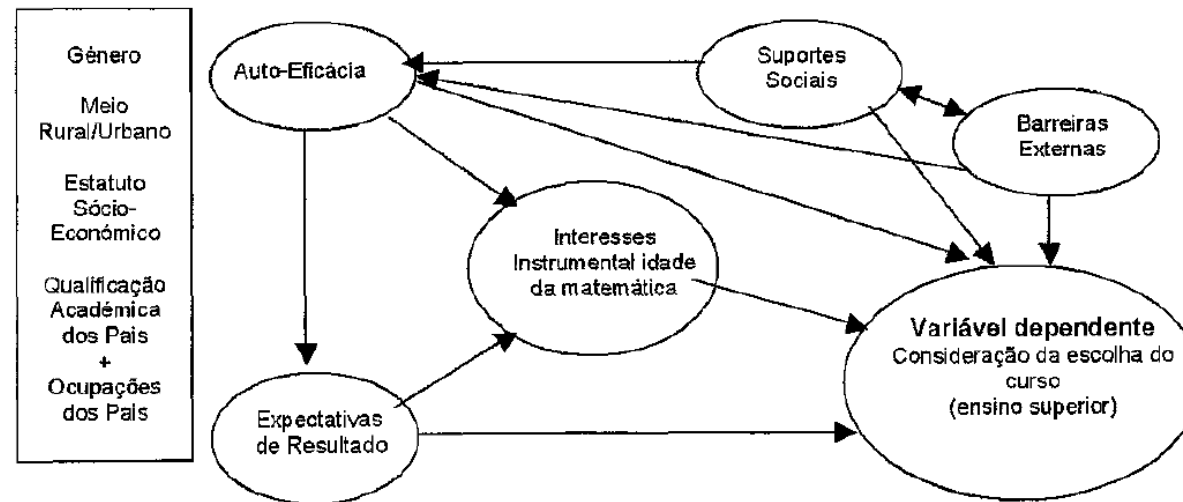 Género
Meio
Rural/Urbano
Estatuto
Sócio-
Económico
Qualificação
Académica
dos Pais
+
Ocupações
dos Pais
Auto-Eficácia
Suportes
Sociais
Barreiras
Externas
Interesses
Instrumental idade
da matemática
Variável dependente
Consideração da escolha do
curso
(ensino superior)
Expectativas
de Resultado